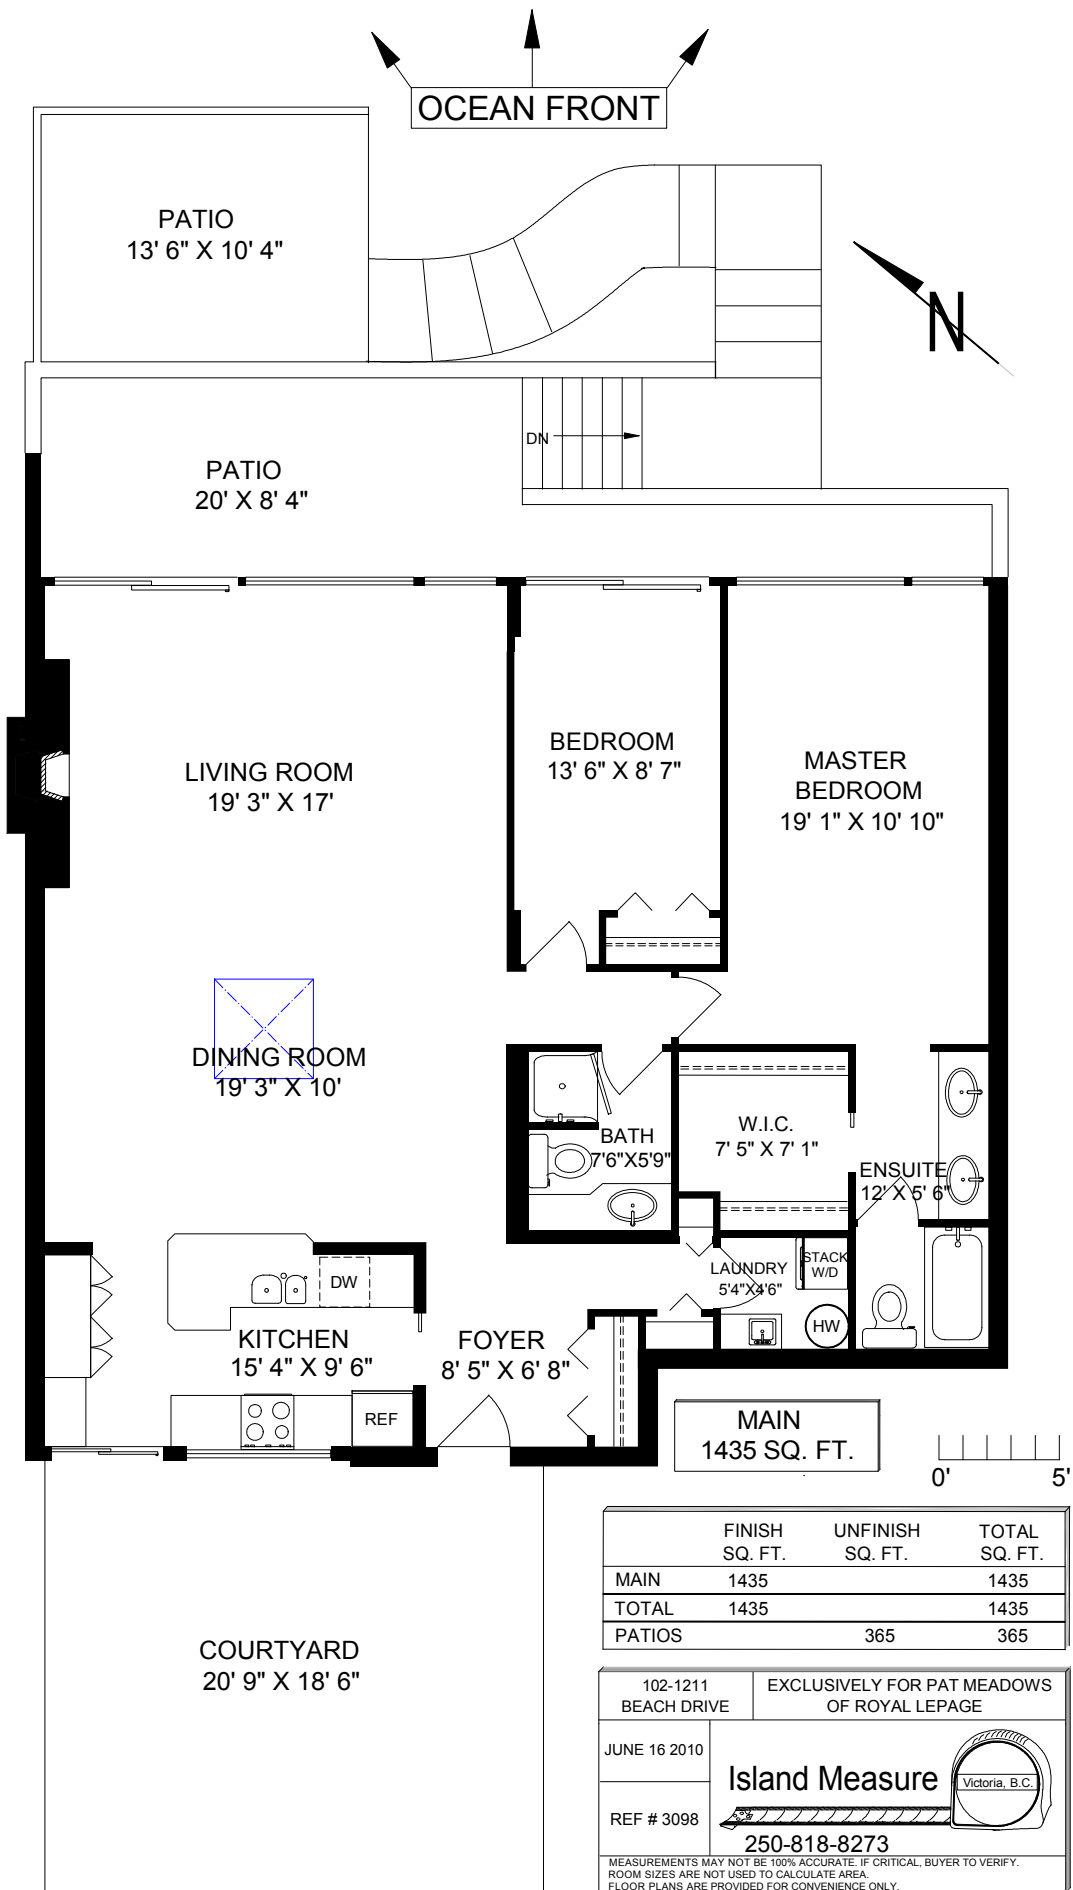 OCEAN FRONT
PATIO
13' 6" X 10' 4"
N
PATIO
20' X 8' 4"
DN
LIVING ROOM
19' 3" X 17'
BEDROOM
13' 6" X 8' 7"
MASTER
BEDROOM
19' 1" X 10' 10"
DINING ROOM
19' 3" X 10'
BATH
7'6"X5'9"
W.I.C.
7' 5" X 7' 1"
ENSUITE
12' X 5' 6"
LAUNDRY
5'4"X4'6"
STACK
W/D
HW
DW
KITCHEN
15' 4" X 9' 6"
REF
FOYER
8' 5" X 6' 8"
MAIN
1435 SQ. FT.
0' 5'
FINISH SQ. FT. UNFINISH SQ. FT. TOTAL SQ. FT.
MAIN 1435 1435
TOTAL 1435 1435
PATIOS 365 365
COURTYARD
20' 9" X 18' 6"
102-1211
BEACH DRIVE
EXCLUSIVELY FOR PAT MEADOWS
OF ROYAL LEPAGE
JUNE 16 2010
REF # 3098
Island Measure
Victoria, B.C.
250-818-8273
MEASUREMENTS MAY NOT BE 100% ACCURATE. IF CRITICAL, BUYER TO VERIFY.
ROOM SIZES ARE NOT USED TO CALCULATE AREA.
FLOOR PLANS ARE PROVIDED FOR CONVENIENCE ONLY.